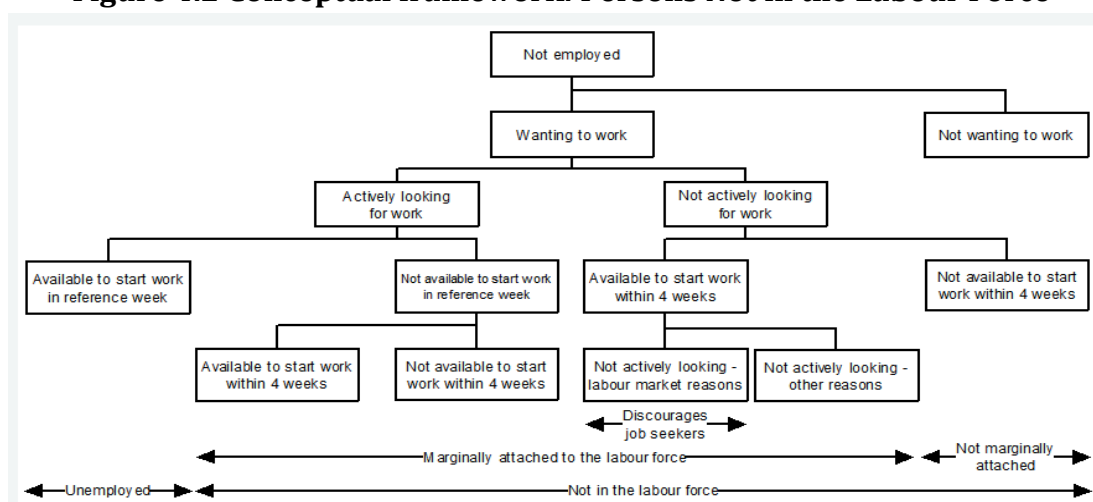 Figure Conceptual framework: Persons Not in the Labour Force
Not employed
Wanting to work
Not wanting to work
Actively looking
for work
Not actively looking
for work
Available to start work
in reference week
Not available to start work
in reference week
Available to start work
within 4 weeks
Not available to start
work within 4 weeks
Available to start work
within 4 weeks
Not available to start
work within 4 weeks
Not actively looking -
labour market reasons
Not actively looking -
other reasons
Discourages
job seekers
Marginally attached to the labour force
Not marginally
attached
Unemployed
Not in the labour force